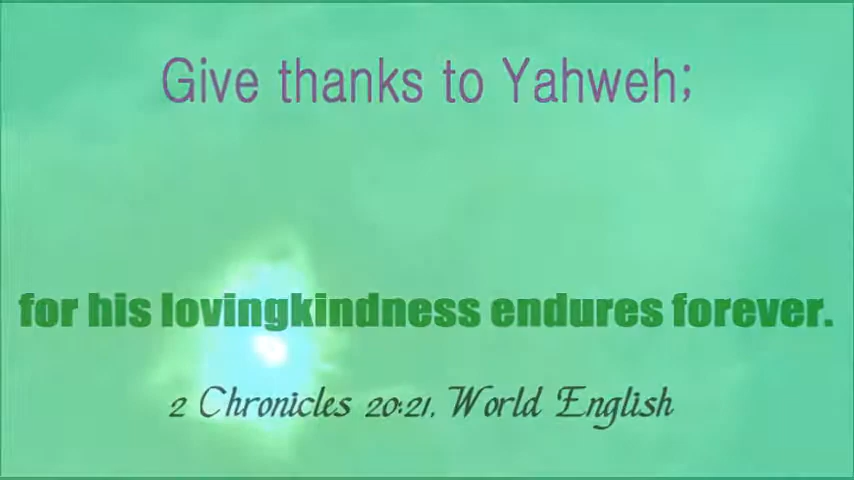 Give thanks to Yahweh;
for his lovingkindness endures forever.
2 Chronicles 20:21, World English